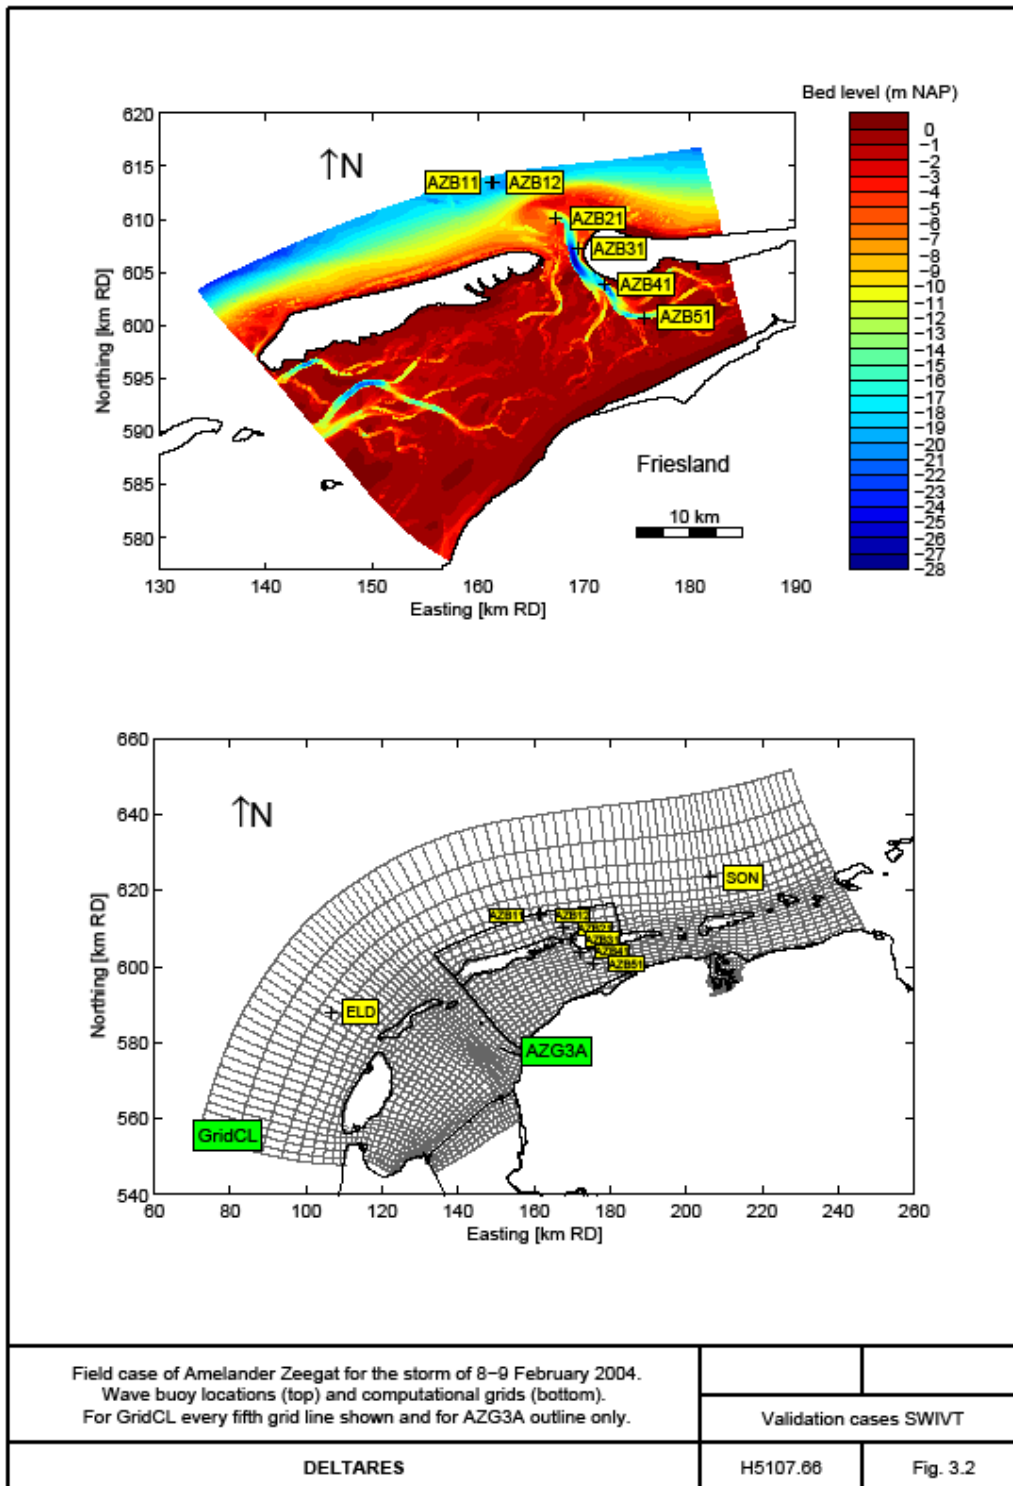 Bed level (m NAP)
620
615
610
605
600
595
590
585
580
↑N
AZB11
AZB12
AZB21
AZB31
AZB41
AZB51
Friesland
10 km
Northing [km RD]
130
140
150
160
170
180
190
Easting [km RD]
0
−1
−2
−4
−5
−6
−8
−9
−10
−11
−12
−14
−15
−16
−17
−18
−19
−20
−21
−22
−23
−24
−25
−26
−27
−28
660
640
620
600
580
560
540
↑N
SON
AZB11
AZB12
AZB21
AZB31
AZB41
AZB51
ELD
AZG3A
GridCL
Northing [km RD]
60
80
100
120
140
160
180
200
220
240
260
Easting [km RD]
Field case of Amelander Zeegat for the storm of 8−9 February 2004.
Wave buoy locations (top) and computational grids (bottom).
For GridCL every fifth grid line shown and for AZG3A outline only.
Validation cases SWIVT
DELTARES
H5107.66
Fig. 3.2